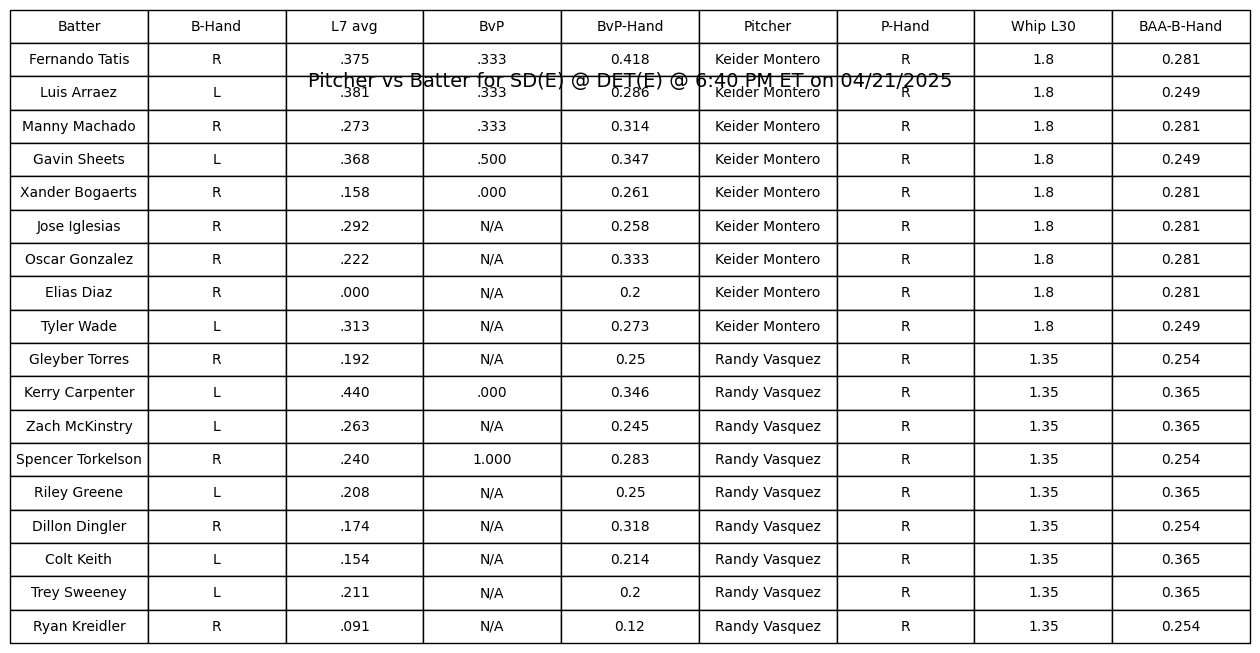 Batter B-Hand L7 avg BvP BvP-Hand Pitcher P-Hand Whip L30 BAA-B-Hand
Fernando Tatis R .375 .333 0.418 Keider Montero R 1.8 0.281
Pitcher vs Batter for SD(E) @ DET(E) @ 6:40 PM ET on 04/21/2025
Luis Arraez L .381 .333 0.286 Keider Montero R 1.8 0.249
Manny Machado R .273 .333 0.314 Keider Montero R 1.8 0.281
Gavin Sheets L .368 .500 0.347 Keider Montero R 1.8 0.249
Xander Bogaerts R .158 .000 0.261 Keider Montero R 1.8 0.281
Jose Iglesias R .292 N/A 0.258 Keider Montero R 1.8 0.281
Oscar Gonzalez R .222 N/A 0.333 Keider Montero R 1.8 0.281
Elias Diaz R .000 N/A 0.2 Keider Montero R 1.8 0.281
Tyler Wade L .313 N/A 0.273 Keider Montero R 1.8 0.249
Gleyber Torres R .192 N/A 0.25 Randy Vasquez R 1.35 0.254
Kerry Carpenter L .440 .000 0.346 Randy Vasquez R 1.35 0.365
Zach McKinstry L .263 N/A 0.245 Randy Vasquez R 1.35 0.365
Spencer Torkelson R .240 1.000 0.283 Randy Vasquez R 1.35 0.254
Riley Greene L .208 N/A 0.25 Randy Vasquez R 1.35 0.365
Dillon Dingler R .174 N/A 0.318 Randy Vasquez R 1.35 0.254
Colt Keith L .154 N/A 0.214 Randy Vasquez R 1.35 0.365
Trey Sweeney L .211 N/A 0.2 Randy Vasquez R 1.35 0.365
Ryan Kreidler R .091 N/A 0.12 Randy Vasquez R 1.35 0.254